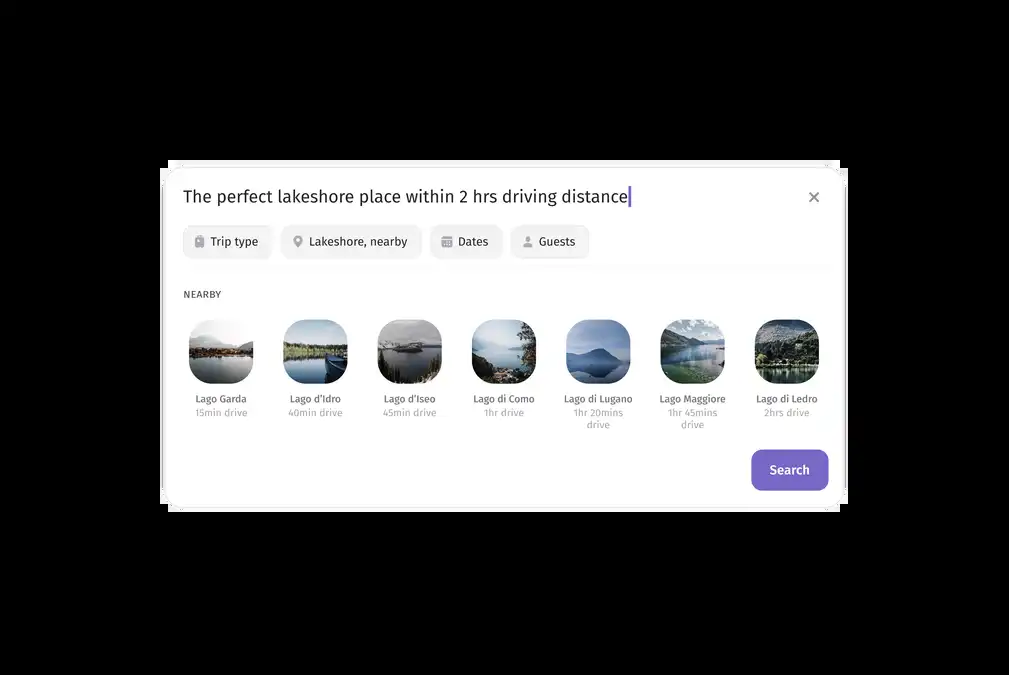 The perfect lakeshore place within 2 hrs driving distance
Trip type
Lakeshore, nearby
Dates
Guests
NEARBY
Lago Garda
15min drive
Lago d'Idro
40min drive
Lago d'Iseo
45min drive
Lago di Como
1hr drive
Lago di Lugano
1hr 20mins
drive
Lago Maggiore
1hr 45mins
drive
Lago di Ledro
2hrs drive
Search